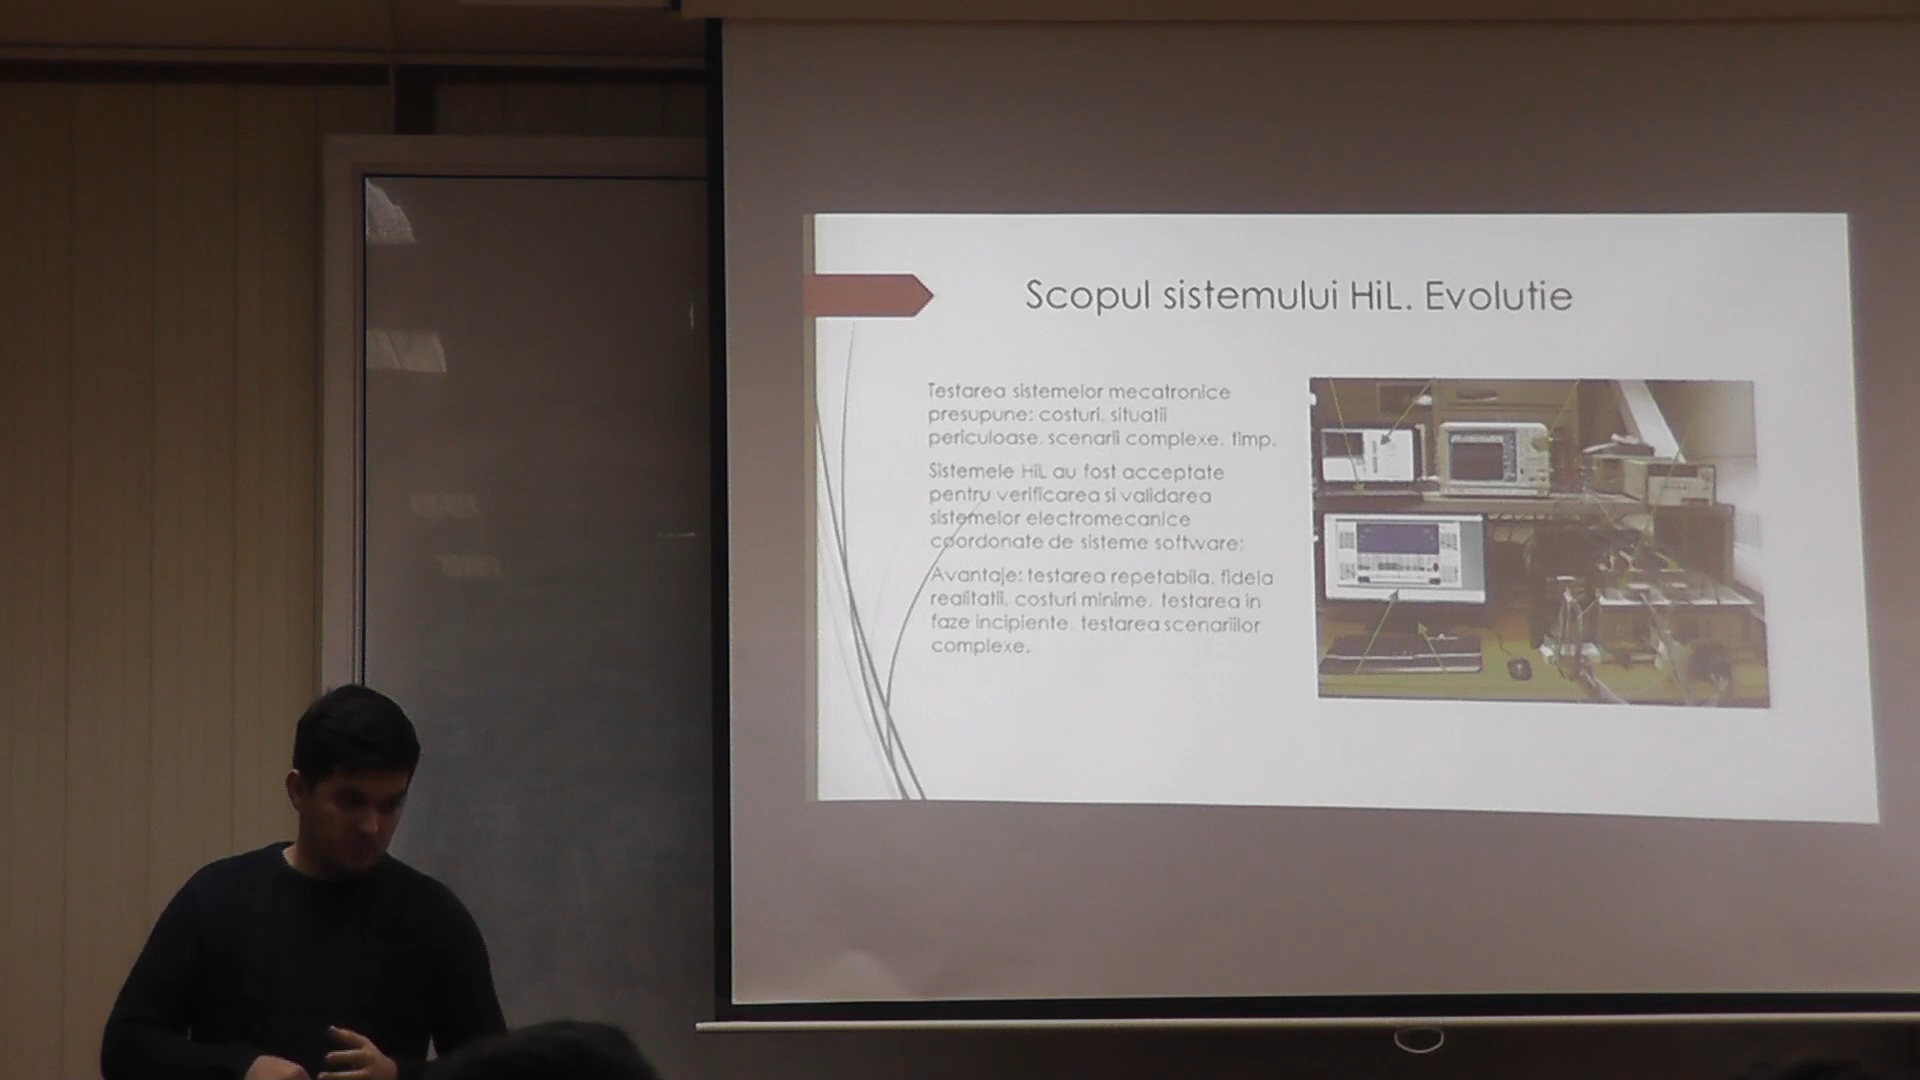 Scopul sistemului HiL. Evolutie
Testarea sistemelor mecatronice
presupune: costuri, situatii
periculoase, scenarii complexe, timp.
Sistemele HiL au fost acceptate
pentru verificarea si validarea
sistemelor electromecanice
coordonate de sisteme software;
Avantaje: testarea repetabila, fidela
realitatii, costuri minime, testarea in
faze incipiente, testarea scenariilor
complexe.